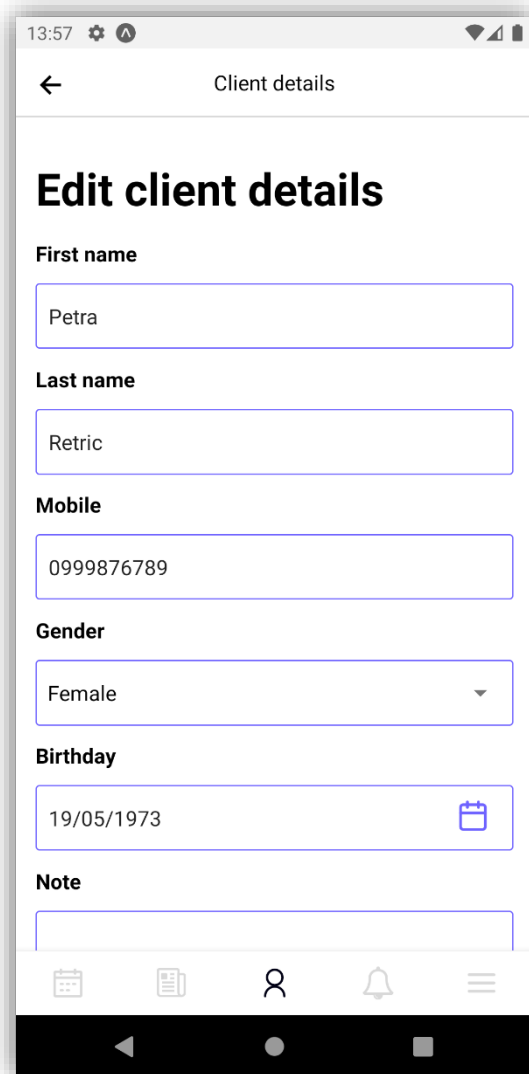 13:57
Client details
Edit client details
First name
Petra
Last name
Retric
Mobile
0999876789
Gender
Female
Birthday
19/05/1973
Note